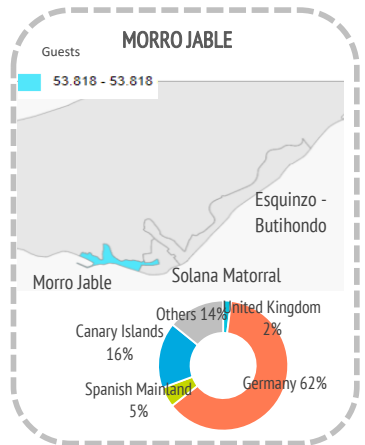 MORRO JABLE
Guests
53.818 - 53.818
Esquinzo -
Butihondo
Solana Matorral
Morro Jable
United Kingdom
2%
Others 14%
Canary Islands
16%
Germany 62%
Spanish Mainland
5%